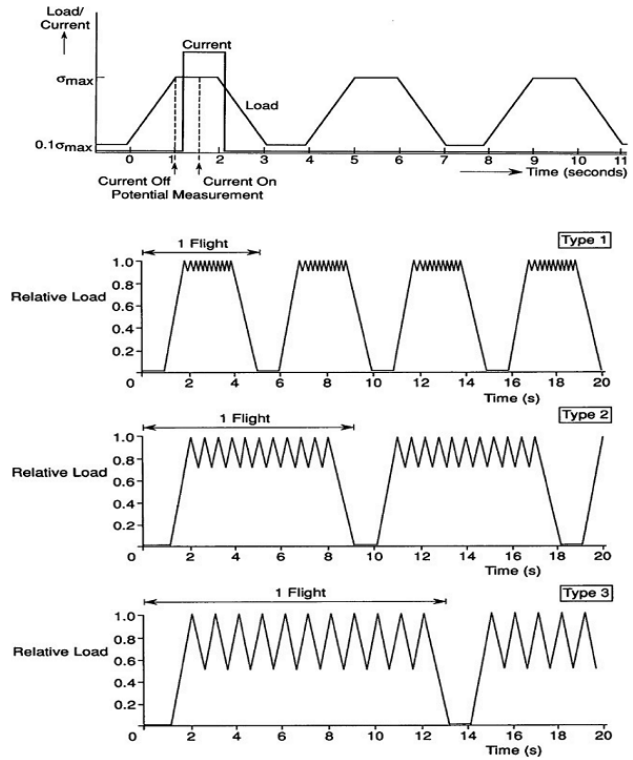 Load/
Current
Current
σmax
Load
0.1σmax
0 1 2 3 4 5 6 7 8 9 10 11
Current Off Current On Time (seconds)
Potential Measurement
1 Flight Type 1
1.0
Relative Load 0.8
0.6
0.4
0.2
0 2 4 6 8 10 12 14 16 18 20
Time (s)
1 Flight Type 2
1.0
Relative Load 0.8
0.6
0.4
0.2
0 2 4 6 8 10 12 14 16 18 20
Time (s)
1 Flight Type 3
1.0
Relative Load 0.8
0.6
0.4
0.2
0 2 4 6 8 10 12 14 16 18 20
Time (s)